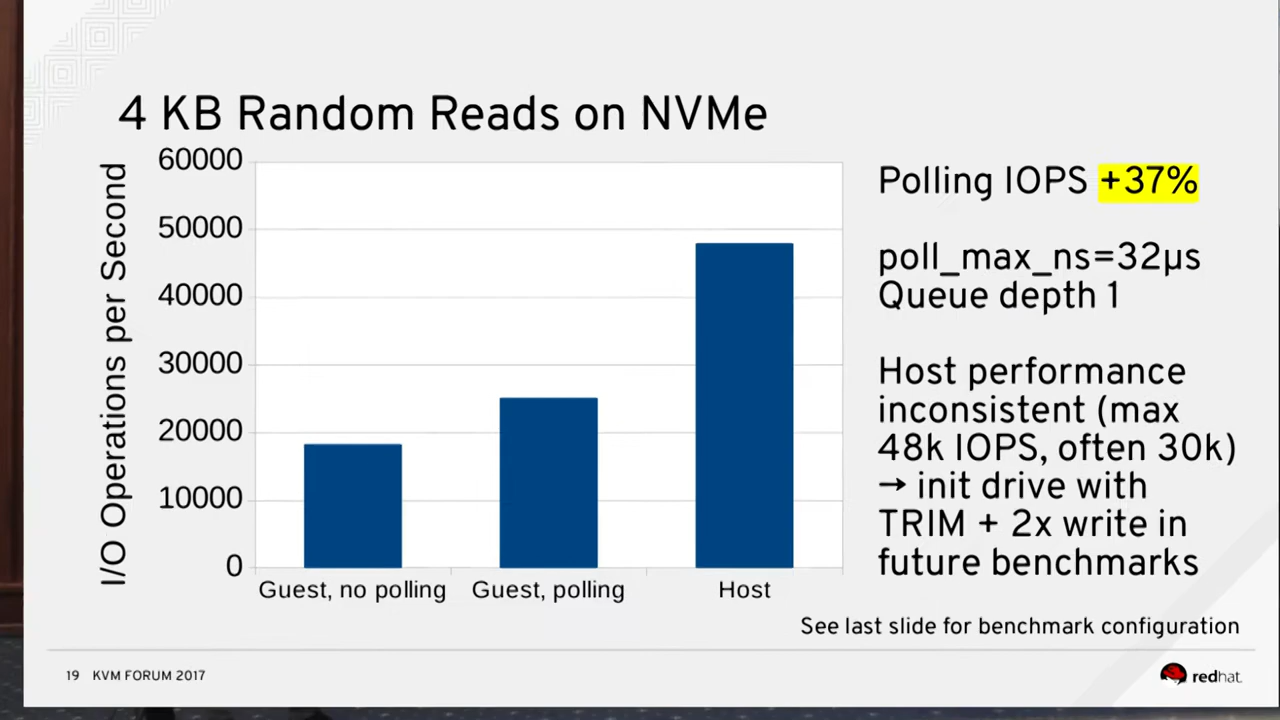 4 KB Random Reads on NVMe
I/O Operations per Second
60000
50000
40000
30000
20000
10000
0
Guest, no polling
Guest, polling
Host
Polling IOPS +37%
poll_max_ns=32µs
Queue depth 1
Host performance
inconsistent (max
48k IOPS, often 30k)
→ init drive with
TRIM + 2x write in
future benchmarks
See last slide for benchmark configuration
19 KVM FORUM 2017
redhat.